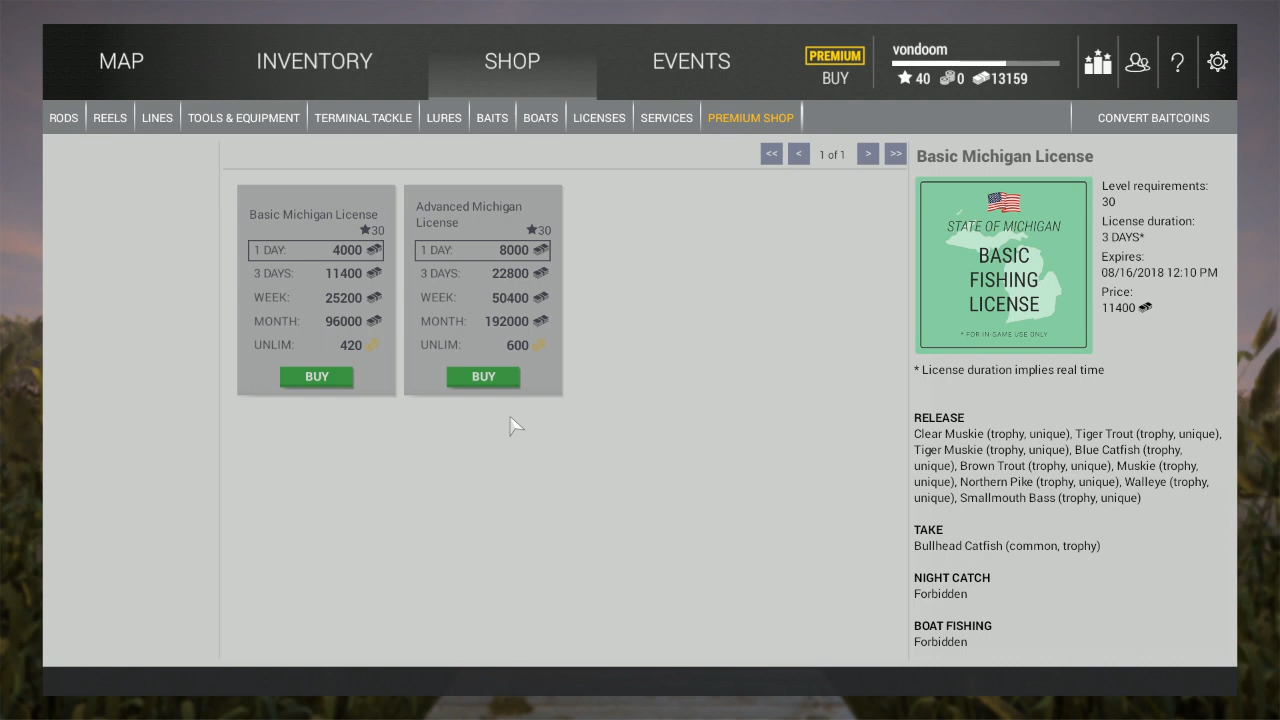 MAP
INVENTORY
SHOP
EVENTS
PREMIUM
BUY
vondoom
40 0 13159
RODS
REELS
LINES
TOOLS & EQUIPMENT
TERMINAL TACKLE
LURES
BAITS
BOATS
LICENSES
SERVICES
PREMIUM SHOP
CONVERT BAITCOINS
<< < 1 of 1 > >>
Basic Michigan License
30
1 DAY: 4000
3 DAYS: 11400
WEEK: 25200
MONTH: 96000
UNLIM: 420
BUY
Advanced Michigan
License
30
1 DAY: 8000
3 DAYS: 22800
WEEK: 50400
MONTH: 192000
UNLIM: 600
BUY
Basic Michigan License
STATE OF MICHIGAN
BASIC
FISHING
LICENSE
* FOR IN-GAME USE ONLY
Level requirements:
30
License duration:
3 DAYS*
Expires:
08/16/2018 12:10 PM
Price:
11400
* License duration implies real time
RELEASE
Clear Muskie (trophy, unique), Tiger Trout (trophy, unique),
Tiger Muskie (trophy, unique), Blue Catfish (trophy,
unique), Brown Trout (trophy, unique), Muskie (trophy,
unique), Northern Pike (trophy, unique), Walleye (trophy,
unique), Smallmouth Bass (trophy, unique)
TAKE
Bullhead Catfish (common, trophy)
NIGHT CATCH
Forbidden
BOAT FISHING
Forbidden